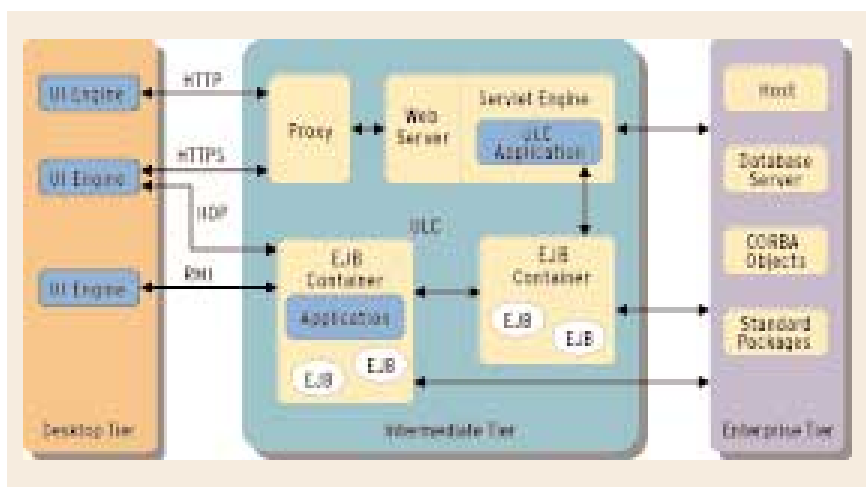 UI Engine
UI Engine
UI Engine
Desktop Tier
HTTP
HTTPS
IIOP
RMI
Proxy
Web
Server
Servlet Engine
ULC
Application
ULC
EJB
Container
Application
EJB
EJB
EJB
Container
EJB
EJB
Intermediate Tier
Host
Database
Server
CORBA
Objects
Standard
Packages
Enterprise Tier